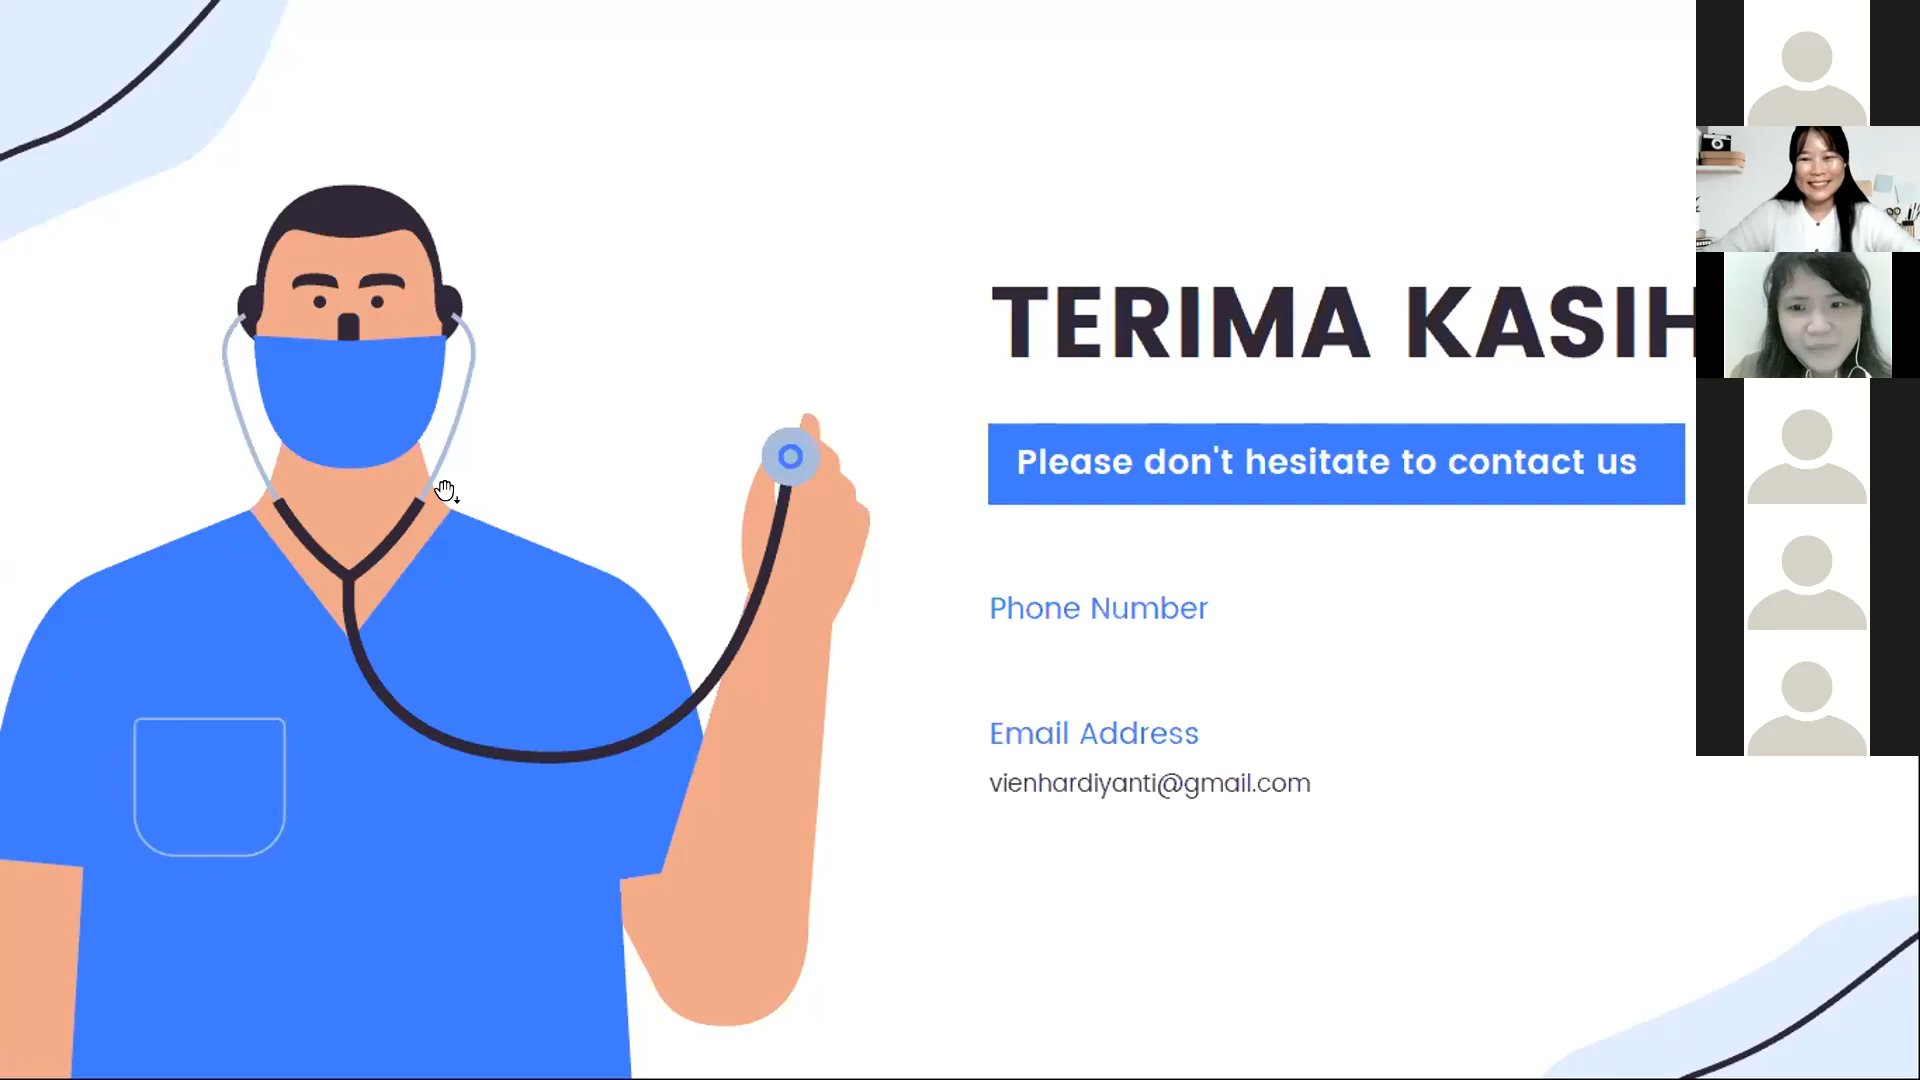 TERIMA KASIH
Please don't hesitate to contact us
Phone Number
Email Address
vienhardiyanti@gmail.com